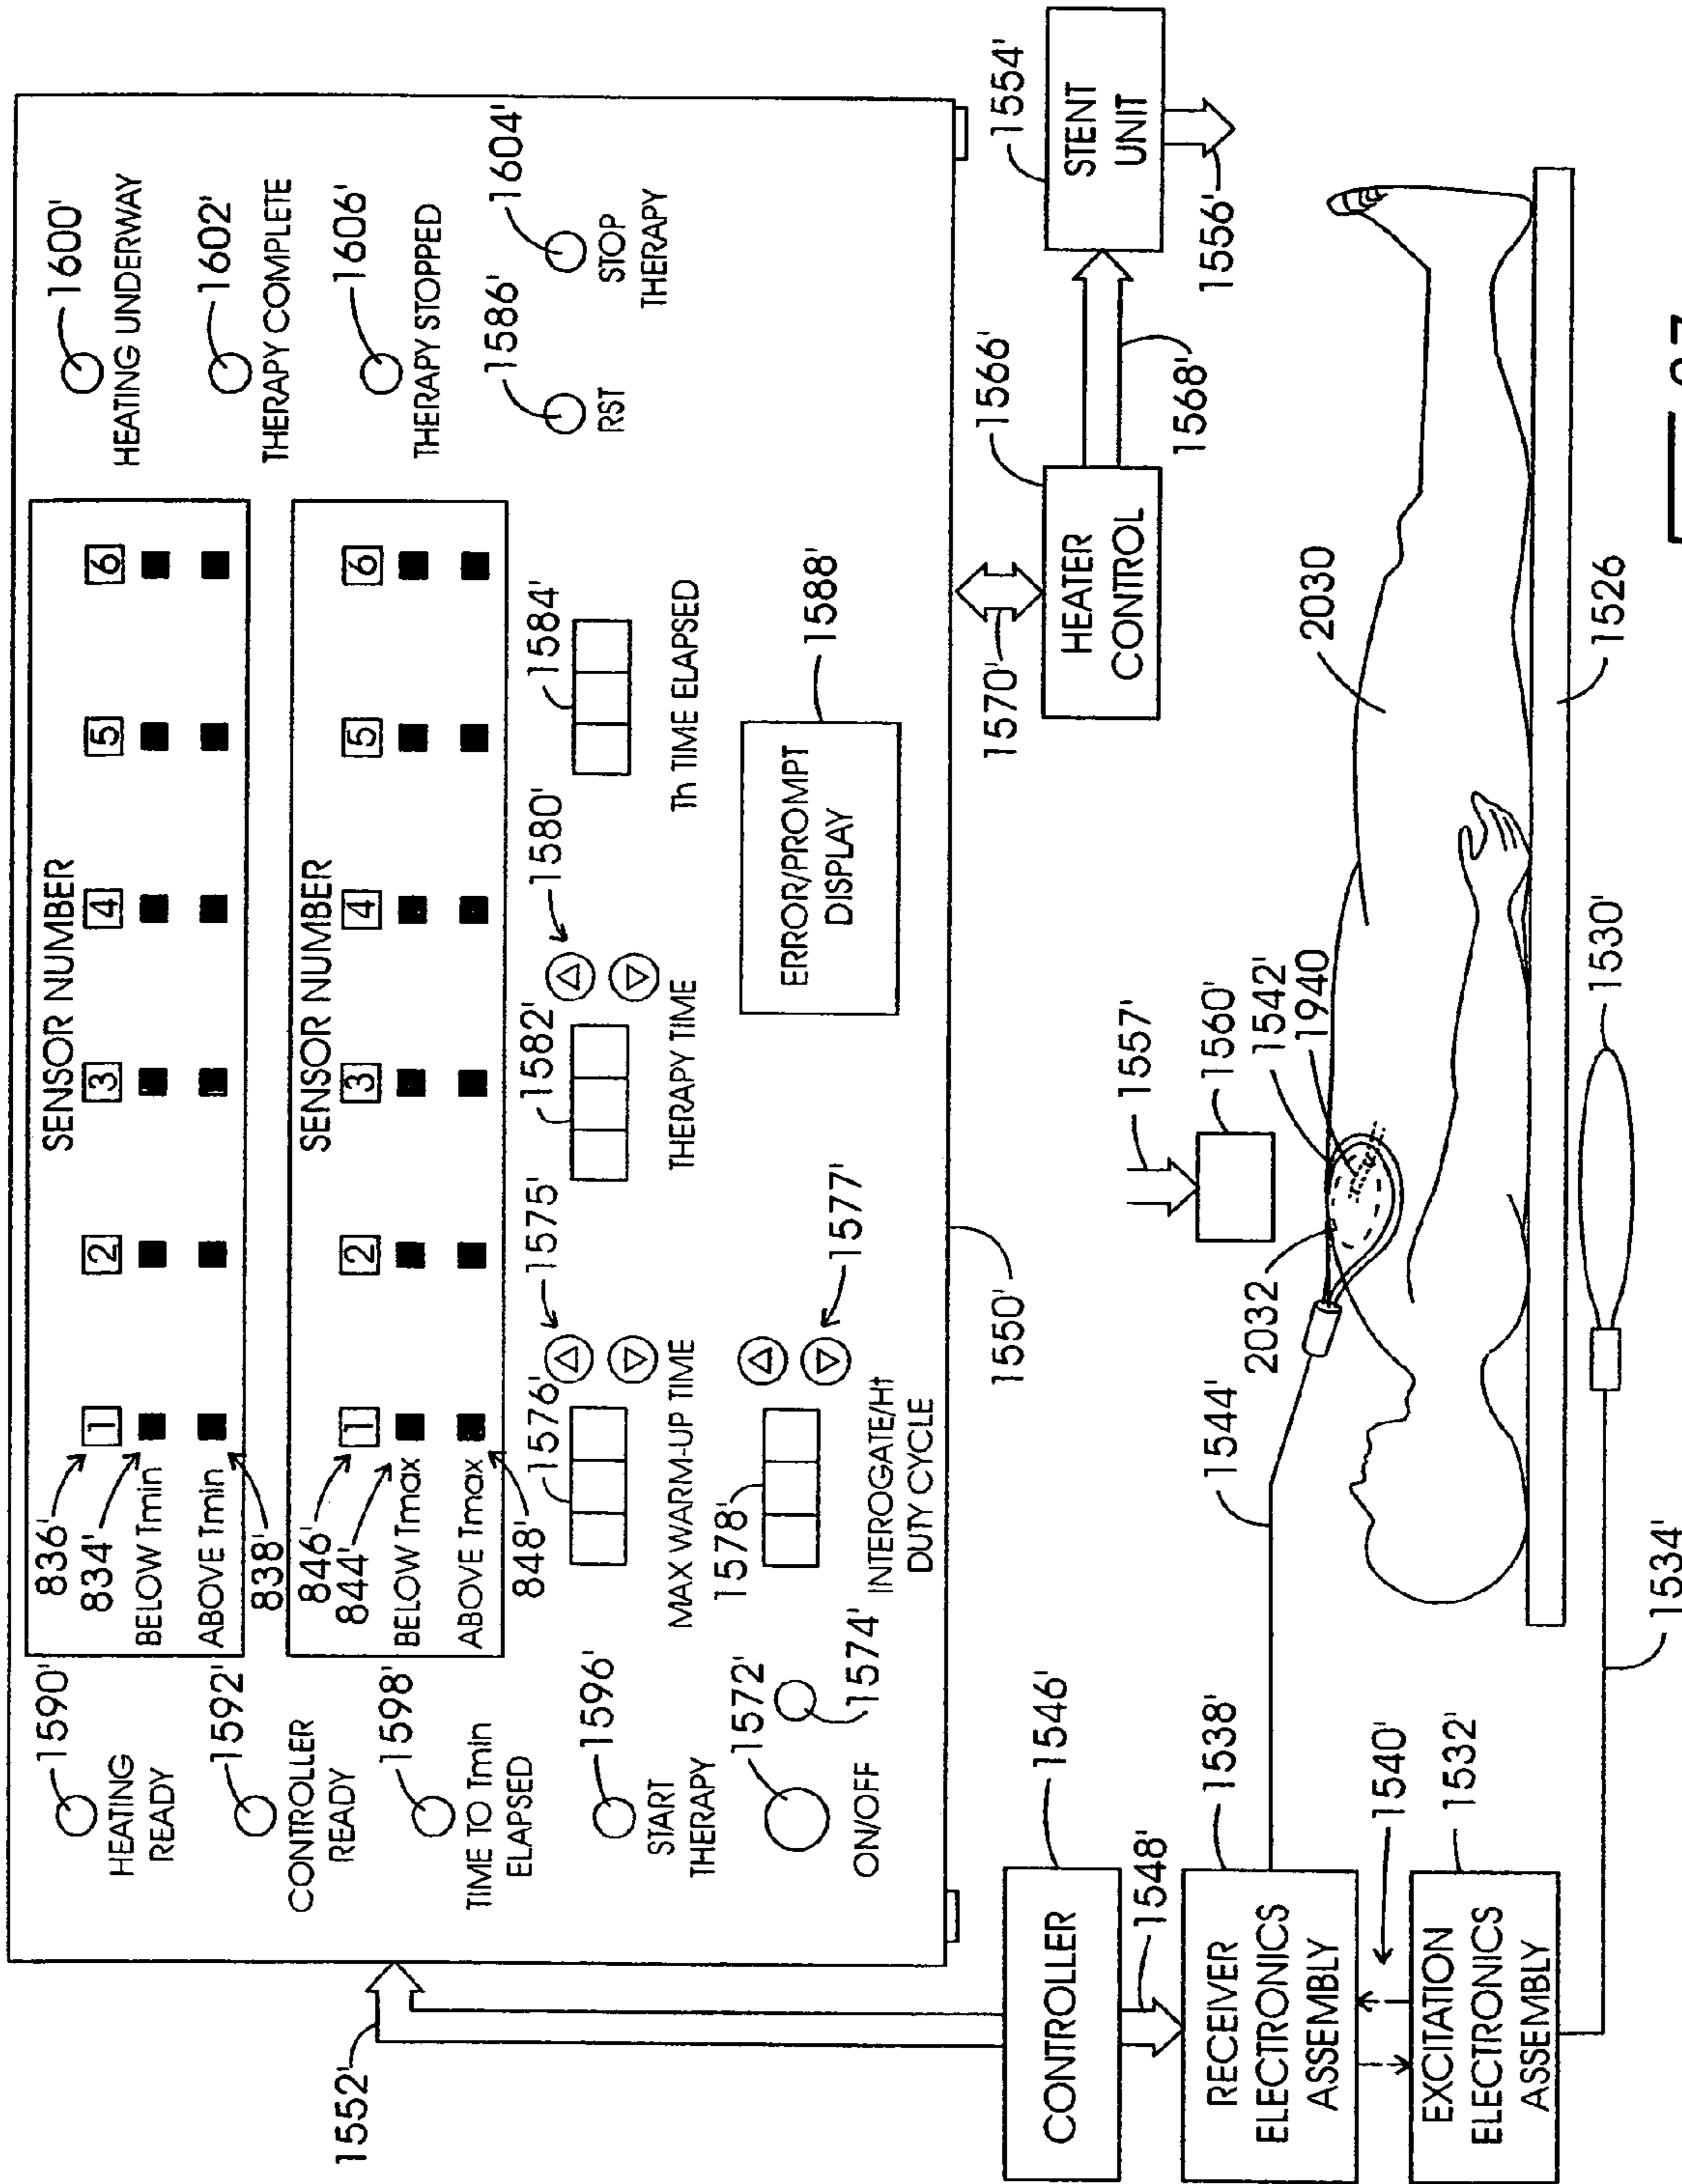 1590'
HEATING
READY
1592'
CONTROLLER
READY
1598'
TIME TO Tmin
ELAPSED
1596'
START
THERAPY
1572'
ON/OFF
1574'
836'
834'
SENSOR NUMBER
1 2 3 4 5 6
BELOW Tmin
ABOVE Tmin
838'
846'
844'
SENSOR NUMBER
1 2 3 4 5 6
BELOW Tmax
ABOVE Tmax
848'
1576'
1575'
MAX WARM-UP TIME
1578'
1577'
INTEROGATE/Ht
DUTY CYCLE
1582'
1580'
THERAPY TIME
1584'
Th TIME ELAPSED
ERROR/PROMPT
DISPLAY
1588'
1600'
HEATING UNDERWAY
1602'
THERAPY COMPLETE
1606'
THERAPY STOPPED
1586'
RST
1604'
STOP
THERAPY
1552'
1550'
CONTROLLER
1546'
1548'
RECEIVER
ELECTRONICS
ASSEMBLY
1538'
1540'
EXCITATION
ELECTRONICS
ASSEMBLY
1532'
1534'
1544'
2032
1557'
1560'
1542'
1940
1530'
2030
1526
1570'
HEATER
CONTROL
1566'
1568'
STENT
UNIT
1554'
1556'